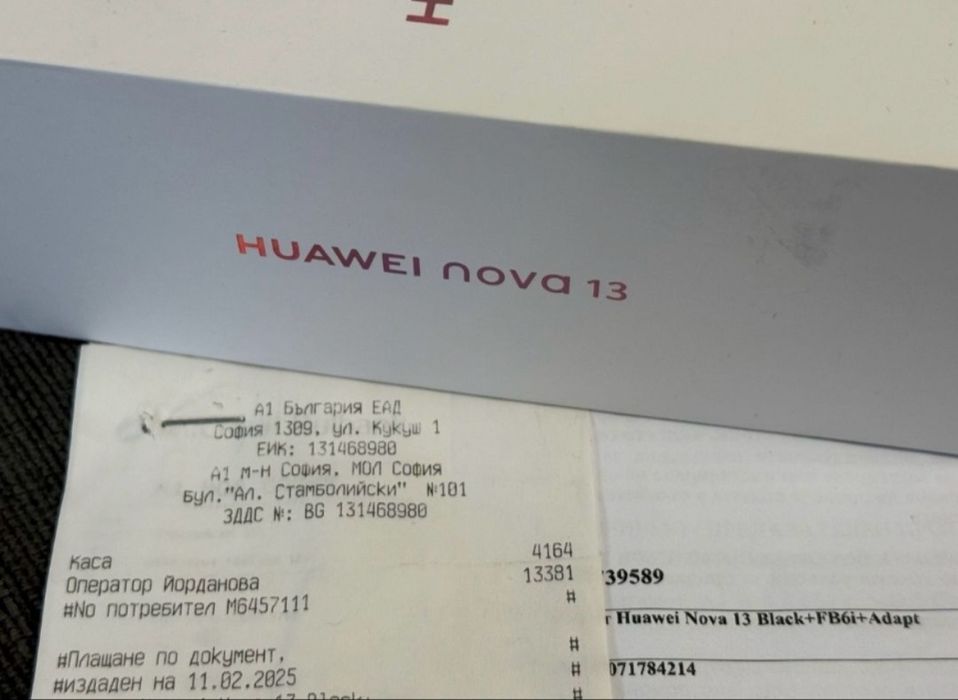 H
HUAWEI nova 13
А1 България ЕАД
София 1309, ул. Кукуш 1
ЕИК: 131468980
А1 м-н София, МОЛ София
бул."Ал. Стамболийски" №101
ЗДДС №: BG 131468980
Каса 4164
Оператор Йорданова 13381
#No потребител М6457111 #
#
#Плащане по документ, #
#издаден на 11.02.2025 #
39589
r Huawei Nova 13 Black+FB6i+Adapt
071784214